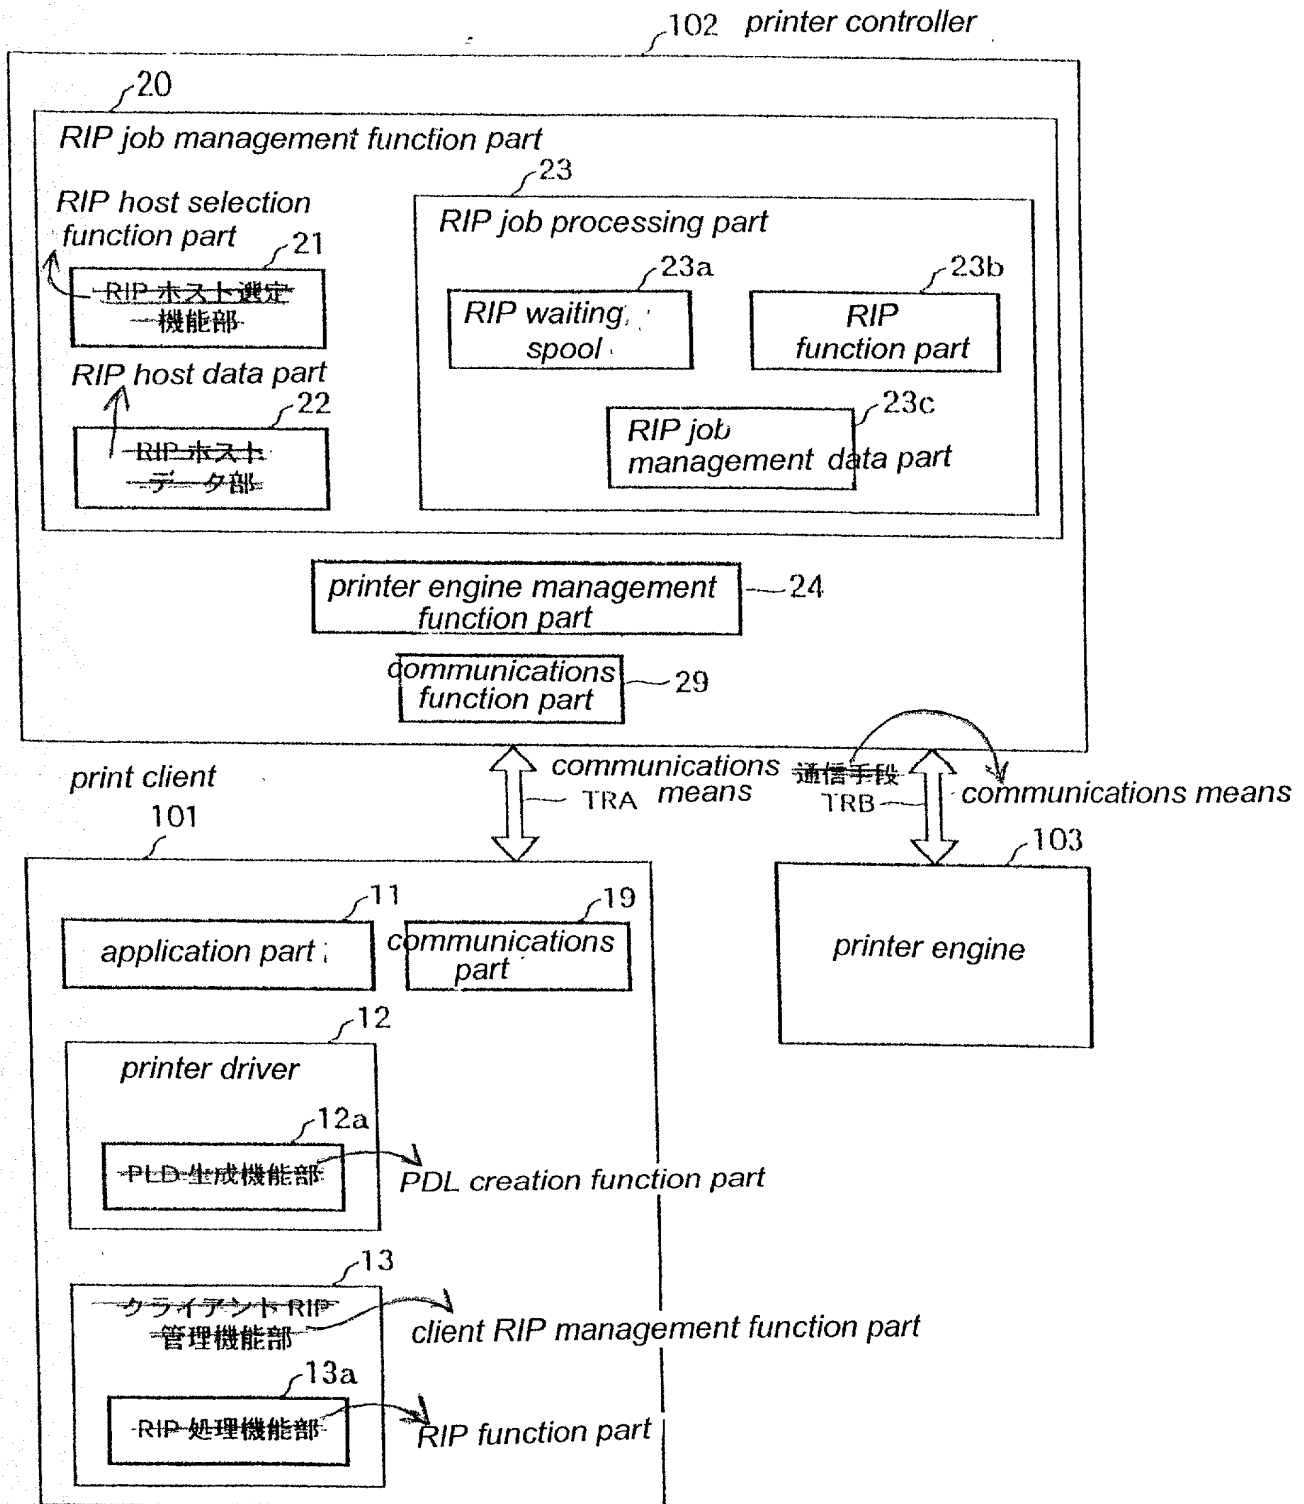 102 printer controller
20
RIP job management function part
23
RIP host selection
function part
21
RIP ホスト選定
機能部
RIP job processing part
23a
RIP waiting
spool
23b
RIP
function part
RIP host data part
22
RIP ホスト
データ部
23c
RIP job
management data part
printer engine management
function part
24
communications
function part
29
print client
101
communications
means
TRA
通信手段
TRB
communications means
103
printer engine
11
application part
19
communications
part
12
printer driver
12a
PLD 生成機能部
PDL creation function part
13
クライアント RIP
管理機能部
client RIP management function part
13a
RIP 処理機能部
RIP function part